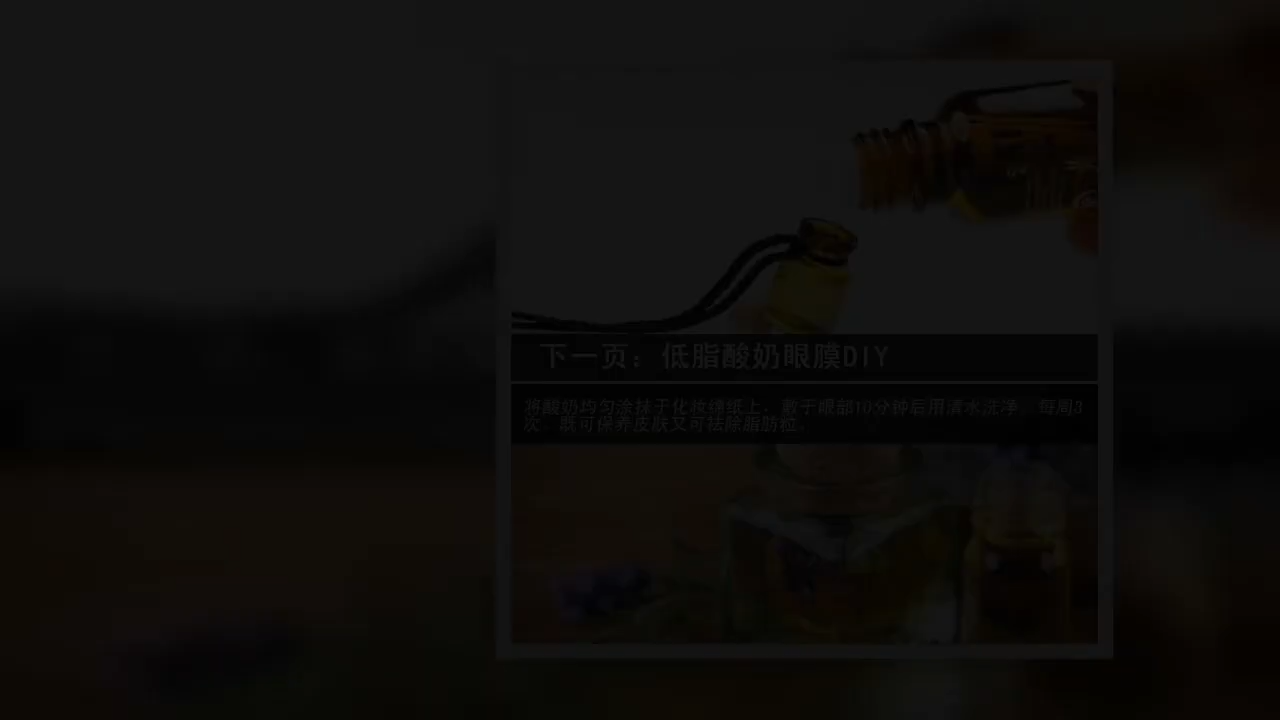 下一页：低脂酸奶眼膜DIY
将酸奶均匀涂抹于化妆绵纸上，敷于眼部10分钟后用清水洗净。每周3
次，既可保养皮肤又可祛除脂肪粒。